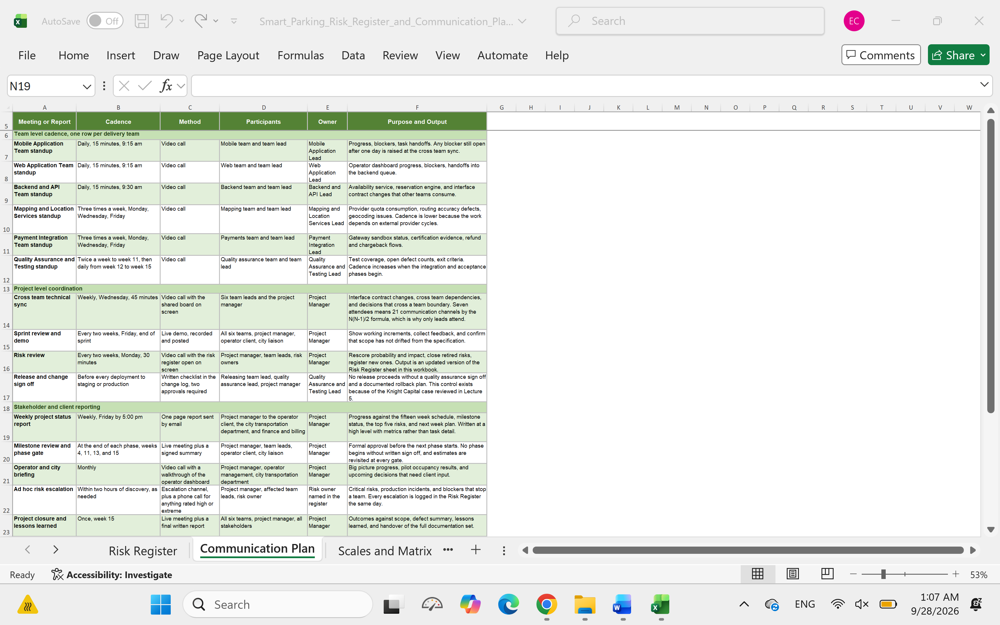 AutoSave Off Smart_Parking_Risk_Register_and_Communication_Pla... Search EC
File Home Insert Draw Page Layout Formulas Data Review View Automate Help Comments Share
N19 fx
A B C D E F G H I J K L M N O P Q R S T U V W
5 Meeting or Report Cadence Method Participants Owner Purpose and Output
6 Team level cadence, one row per delivery team
Mobile Application Daily, 15 minutes, 9:15 am Video call Mobile team and team lead Mobile Progress, blockers, task handoffs. Any blocker still open
Team standup Application after one day is raised at the cross team sync.
7 Lead
Web Application Team Daily, 15 minutes, 9:15 am Video call Web team and team lead Web Operator dashboard progress, blockers, handoffs into
standup Application the backend queue.
8 Lead
Backend and API Daily, 15 minutes, 9:30 am Video call Backend team and team lead Backend and Availability service, reservation engine, and interface
Team standup API Lead contract changes that other teams consume.
9
Mapping and Location Three times a week, Monday, Video call Mapping team and team lead Mapping and Provider quota consumption, routing accuracy defects,
Services standup Wednesday, Friday Location geocoding issues. Cadence is lower because the work
10 Services Lead depends on external provider cycles.
Payment Integration Three times a week, Monday, Video call Payments team and team lead Payment Gateway sandbox status, certification evidence, refund
Team standup Wednesday, Friday Integration and chargeback flows.
11 Lead
Quality Assurance and Twice a week to week 11, then Video call Quality assurance team and team Quality Test coverage, open defect counts, exit criteria.
Testing standup daily from week 12 to week 15 lead Assurance and Cadence increases when the integration and acceptance
12 Testing Lead phases begin.
13 Project level coordination
Cross team technical Weekly, Wednesday, 45 minutes Video call with the Six team leads and the project Project Interface contract changes, cross team dependencies,
sync shared board on manager Manager and decisions that cross a team boundary. Seven
screen attendees means 21 communication channels by the
14 N(N-1)/2 formula, which is why only leads attend.
Sprint review and Every two weeks, Friday, end of Live demo, recorded All six teams, project manager, Project Show working increments, collect feedback, and confirm
demo sprint and posted operator client, city liaison Manager that scope has not drifted from the specification.
15
Risk review Every two weeks, Monday, 30 Video call with the risk Project manager, team leads, risk Project Rescore probability and impact, close retired risks,
minutes register open on owners Manager register new ones. Output is an updated version of the
16 screen Risk Register sheet in this workbook.
Release and change Before every deployment to Written checklist in the Releasing team lead, quality Quality No release proceeds without a quality assurance sign off
sign off staging or production change log, two assurance lead, project manager Assurance and and a documented rollback plan. This control exists
approvals required Testing Lead because of the Knight Capital case reviewed in Lecture
17 5.
18 Stakeholder and client reporting
Weekly project status Weekly, Friday by 5:00 pm One page report sent Project manager to the operator Project Progress against the fifteen week schedule, milestone
report by email client, the city transportation Manager status, the top five risks, and next week plan. Written at a
19 department, and finance and billing high level with metrics rather than task detail.
Milestone review and At the end of each phase, weeks Live meeting plus a Project manager, team leads, Project Formal approval before the next phase starts. No phase
phase gate 4, 11, 13, and 15 signed summary operator client, city liaison Manager begins without written sign off, and estimates are
20 revisited at every gate.
Operator and city Monthly Video call with a Project manager, operator Project Big picture progress, pilot occupancy results, and
briefing walkthrough of the management, city transportation Manager upcoming decisions that need client input.
21 operator dashboard department
Ad hoc risk escalation Within two hours of discovery, as Escalation channel, Project manager, affected team Risk owner Critical risks, production incidents, and blockers that stop
needed plus a phone call for leads, risk owner named in the a team. Every escalation is logged in the Risk Register
anything rated high or register the same day.
22 extreme
Project closure and Once, week 15 Live meeting plus a All six teams, project manager, all Project Outcomes against scope, defect summary, lessons
lessons learned final written report stakeholders Manager learned, and handover of the full documentation set.
23
Risk Register Communication Plan Scales and Matrix
Ready Accessibility: Investigate 53%
Search ENG 1:07 AM
9/28/2026